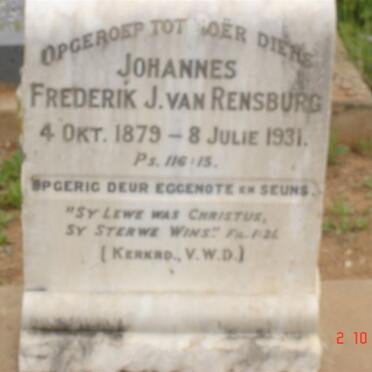 OPGEROEP TOT HOËR DIENS
JOHANNES
FREDERIK J. VAN RENSBURG
4 OKT. 1879 – 8 JULIE 1931.
PS. 116:15.
OPGERIG DEUR EGGENOTE EN SEUNS.
"SY LEWE WAS CHRISTUS,
SY STERWE WINS." FIL. 1:21.
(KERKRD., V.W.D.)
2 10